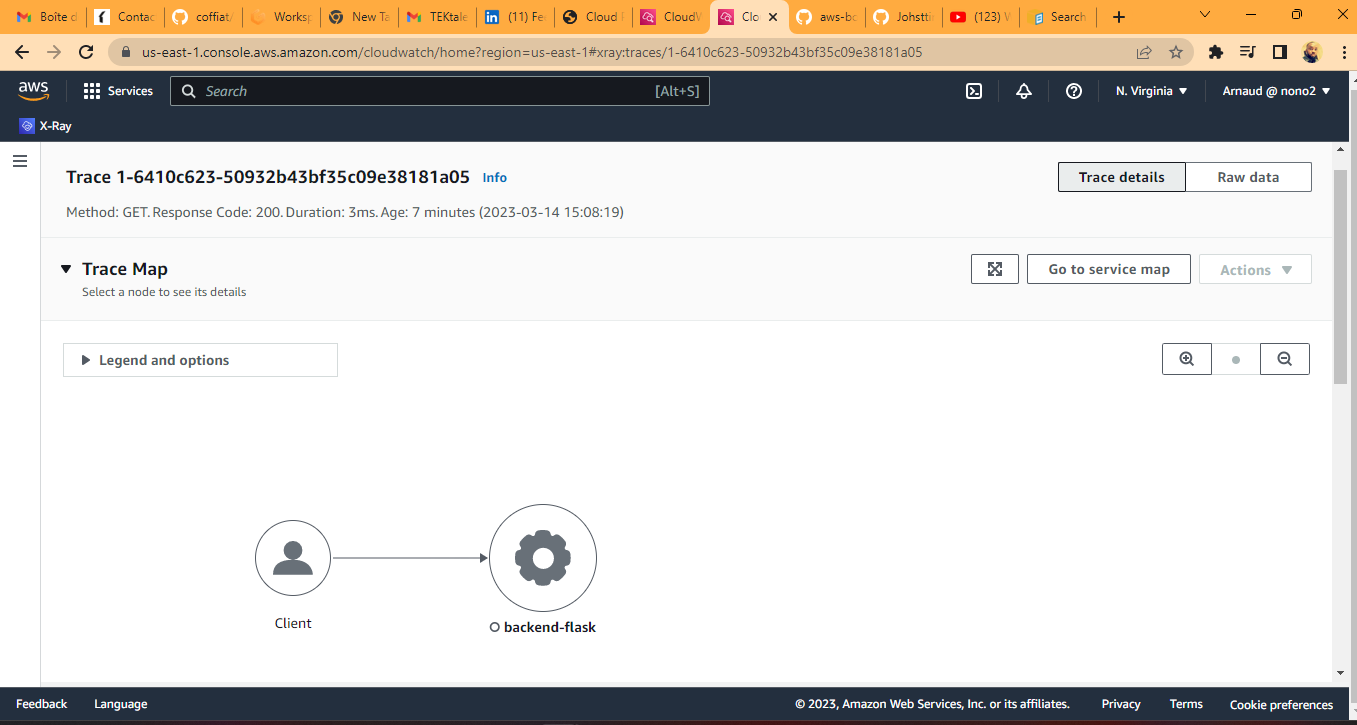 Boîte d
Contac
coffiat/
Worksp
New Ta
TEKtale
(11) Fe
Cloud
CloudW
Clo
aws-bo
Johstti
(123)
Search
us-east-1.console.aws.amazon.com/cloudwatch/home?region=us-east-1#xray:traces/1-6410c623-50932b43bf35c09e38181a05
aws
Services
Search
[Alt+S]
N. Virginia
Arnaud @ nono2
X-Ray
Trace 1-6410c623-50932b43bf35c09e38181a05 Info
Trace details
Raw data
Method: GET. Response Code: 200. Duration: 3ms. Age: 7 minutes (2023-03-14 15:08:19)
Trace Map
Go to service map
Actions
Select a node to see its details
Legend and options
Client
backend-flask
Feedback
Language
© 2023, Amazon Web Services, Inc. or its affiliates.
Privacy
Terms
Cookie preferences